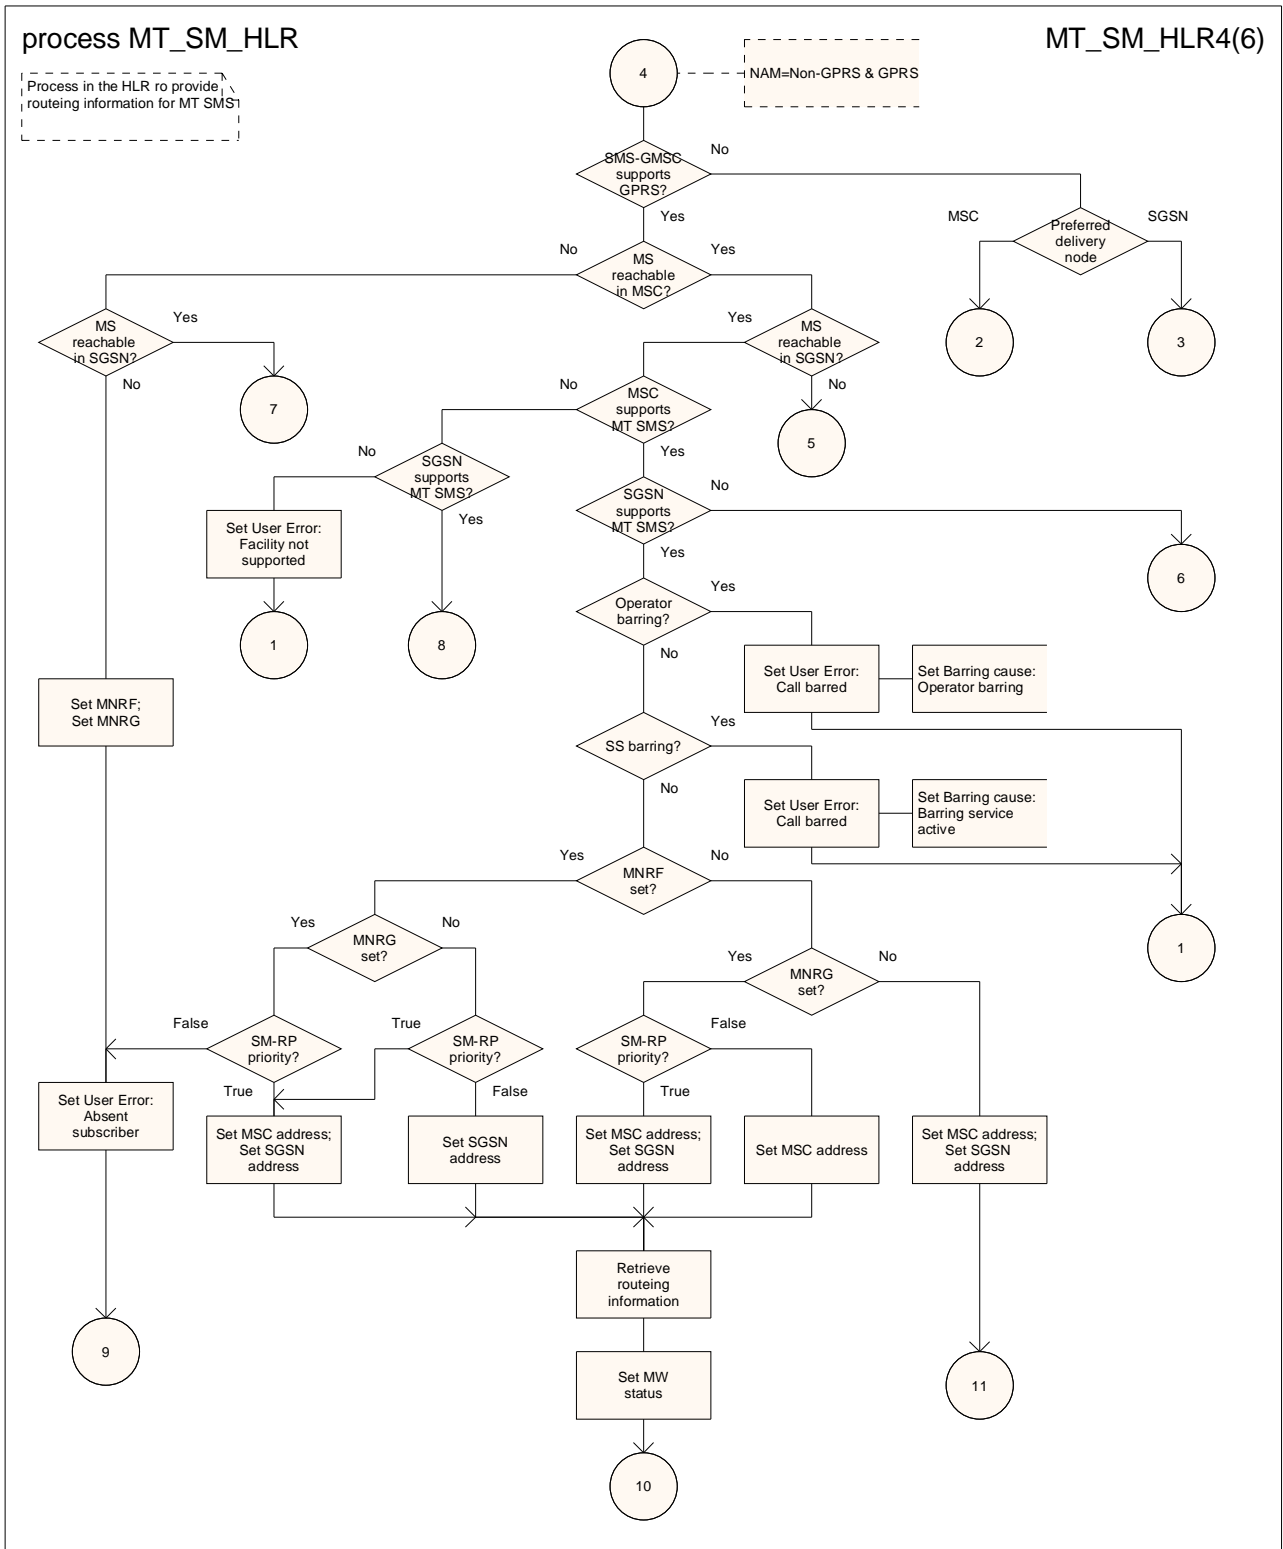 process MT_SM_HLR
MT_SM_HLR4(6)
Process in the HLR ro provide
routeing information for MT SMS
4
NAM=Non-GPRS & GPRS
SMS-GMSC
supports
GPRS?
No
Yes
MSC
Preferred
delivery
node
SGSN
2
3
No
MS
reachable
in MSC?
Yes
MS
reachable
in SGSN?
Yes
No
7
Yes
MS
reachable
in SGSN?
No
5
No
MSC
supports
MT SMS?
Yes
No
SGSN
supports
MT SMS?
Yes
SGSN
supports
MT SMS?
No
Yes
6
Set User Error:
Facility not
supported
1
8
Operator
barring?
Yes
No
Set User Error:
Call barred
Set Barring cause:
Operator barring
Set MNRF;
Set MNRG
SS barring?
Yes
No
Set User Error:
Call barred
Set Barring cause:
Barring service
active
Yes
MNRF
set?
No
1
Yes
MNRG
set?
No
Yes
MNRG
set?
No
False
SM-RP
priority?
True
True
SM-RP
priority?
False
SM-RP
priority?
False
True
Set User Error:
Absent
subscriber
Set MSC address;
Set SGSN
address
Set SGSN
address
Set MSC address;
Set SGSN
address
Set MSC address
Set MSC address;
Set SGSN
address
Retrieve
routeing
information
9
Set MW
status
11
10